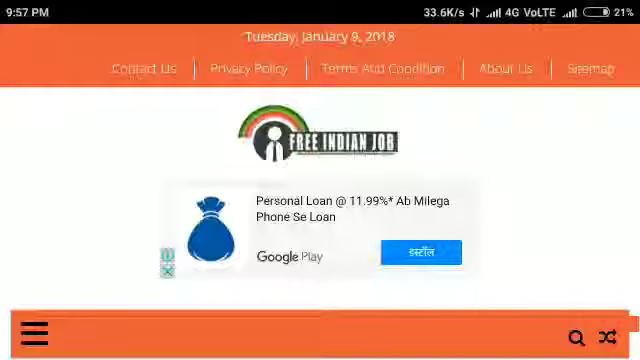 9:57 PM 33.6K/s 4G VoLTE 21%
Tuesday, January 9, 2018
Contact Us Privacy Policy Terms And Condition About Us Sitemap
FREE INDIAN JOB
Personal Loan @ 11.99%* Ab Milega
Phone Se Loan
Google Play
इंस्टॉल